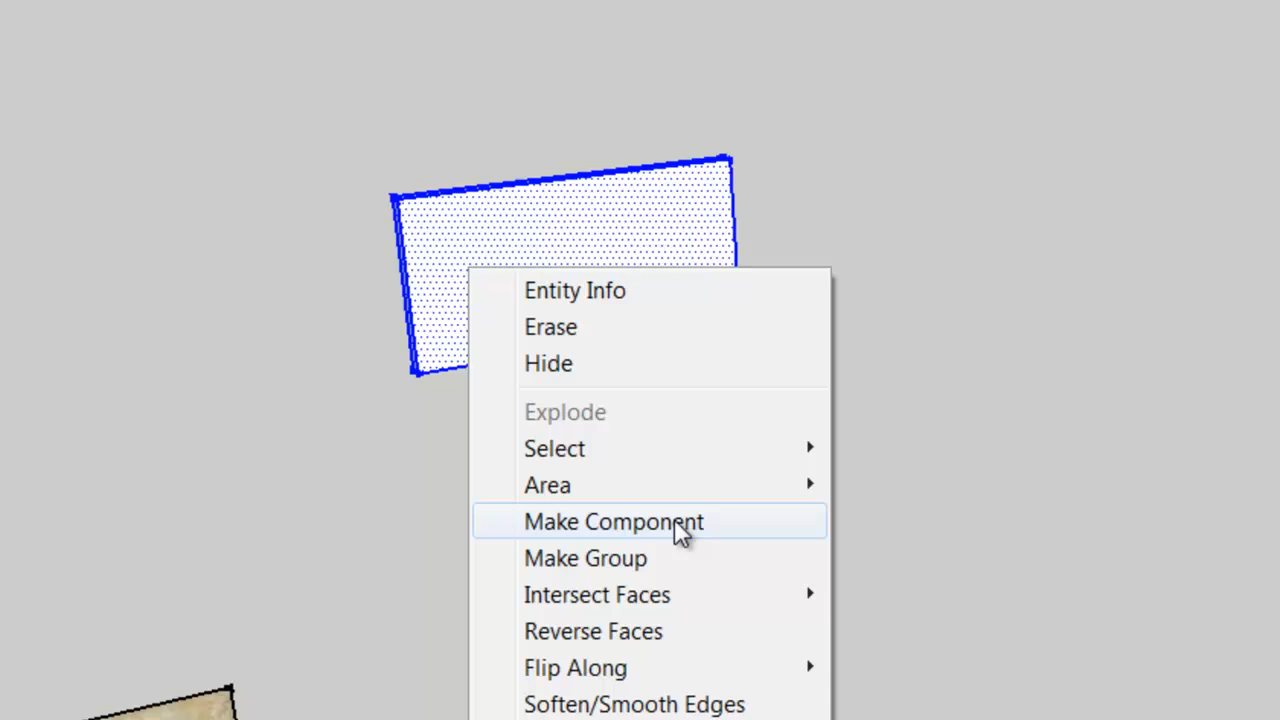 Entity Info
Erase
Hide
Explode
Select
Area
Make Component
Make Group
Intersect Faces
Reverse Faces
Flip Along
Soften/Smooth Edges